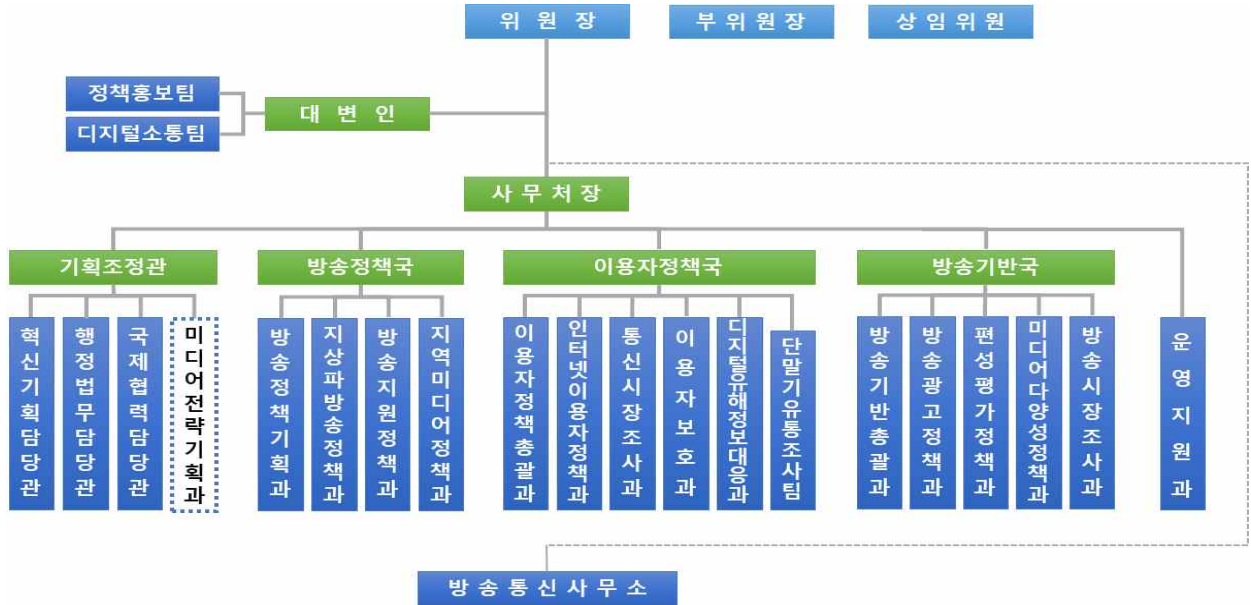 위 원 장
부 위 원 장
상 임 위 원
정책홍보팀
디지털소통팀
대 변 인
사 무 처 장
기획조정관
방송정책국
이용자정책국
방송기반국
혁신기획담당관
행정법무담당관
국제협력담당관
미디어전략기획과
방송정책기획과
지상파방송정책과
방송지원정책과
지역미디어정책과
이용자정책총괄과
인터넷이용자정책과
통신시장조사과
이용자보호과
디지털유해정보대응과
단말기유통조사팀
방송기반총괄과
방송광고정책과
편성평가정책과
미디어다양성정책과
방송시장조사과
운영지원과
방 송 통 신 사 무 소